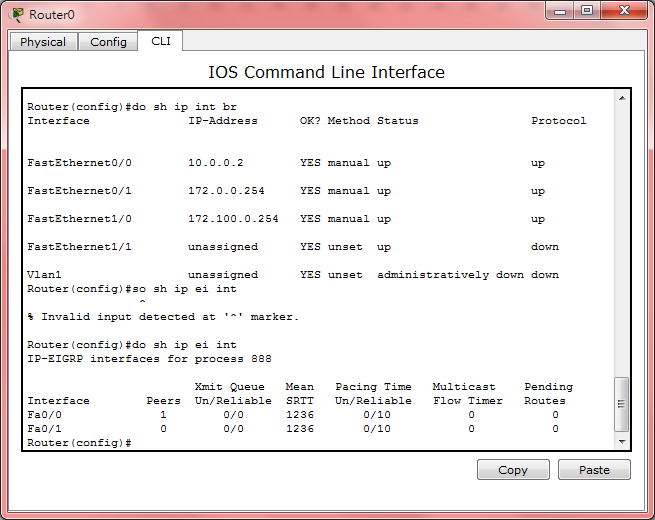 Router0
Physical Config CLI
IOS Command Line Interface
Router(config)#do sh ip int br
Interface IP-Address OK? Method Status Protocol
FastEthernet0/0 10.0.0.2 YES manual up up
FastEthernet0/1 172.0.0.254 YES manual up up
FastEthernet1/0 172.100.0.254 YES manual up up
FastEthernet1/1 unassigned YES unset up down
Vlan1 unassigned YES unset administratively down down
Router(config)#so sh ip ei int
^
% Invalid input detected at '^' marker.
Router(config)#do sh ip ei int
IP-EIGRP interfaces for process 888
Xmit Queue Mean Pacing Time Multicast Pending
Interface Peers Un/Reliable SRTT Un/Reliable Flow Timer Routes
Fa0/0 1 0/0 1236 0/10 0 0
Fa0/1 0 0/0 1236 0/10 0 0
Router(config)#
Copy Paste